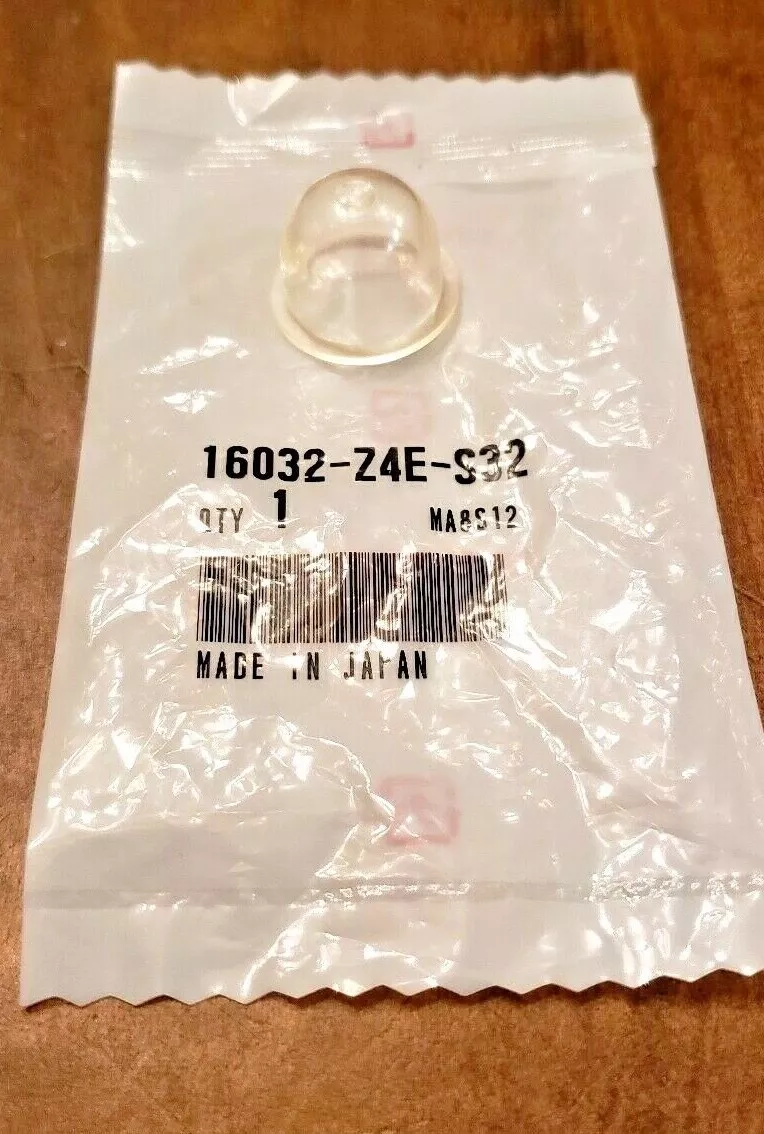 16032-Z4E-S32
QTY 1 MA8S12
MADE IN JAPAN